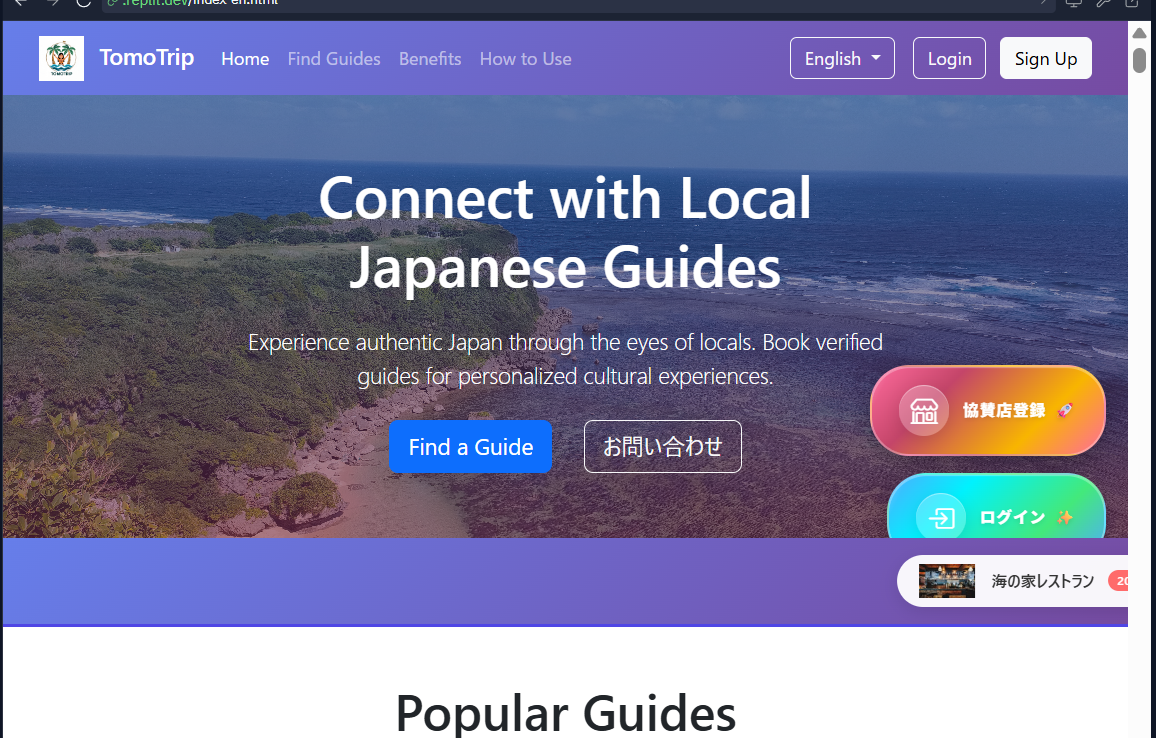 .replit.dev/index-en.html
TOMOTRIP
TomoTrip
Home
Find Guides
Benefits
How to Use
English
Login
Sign Up
Connect with Local
Japanese Guides
Experience authentic Japan through the eyes of locals. Book verified
guides for personalized cultural experiences.
Find a Guide
お問い合わせ
協賛店登録 🚀
ログイン ✨
海の家レストラン
20
Popular Guides